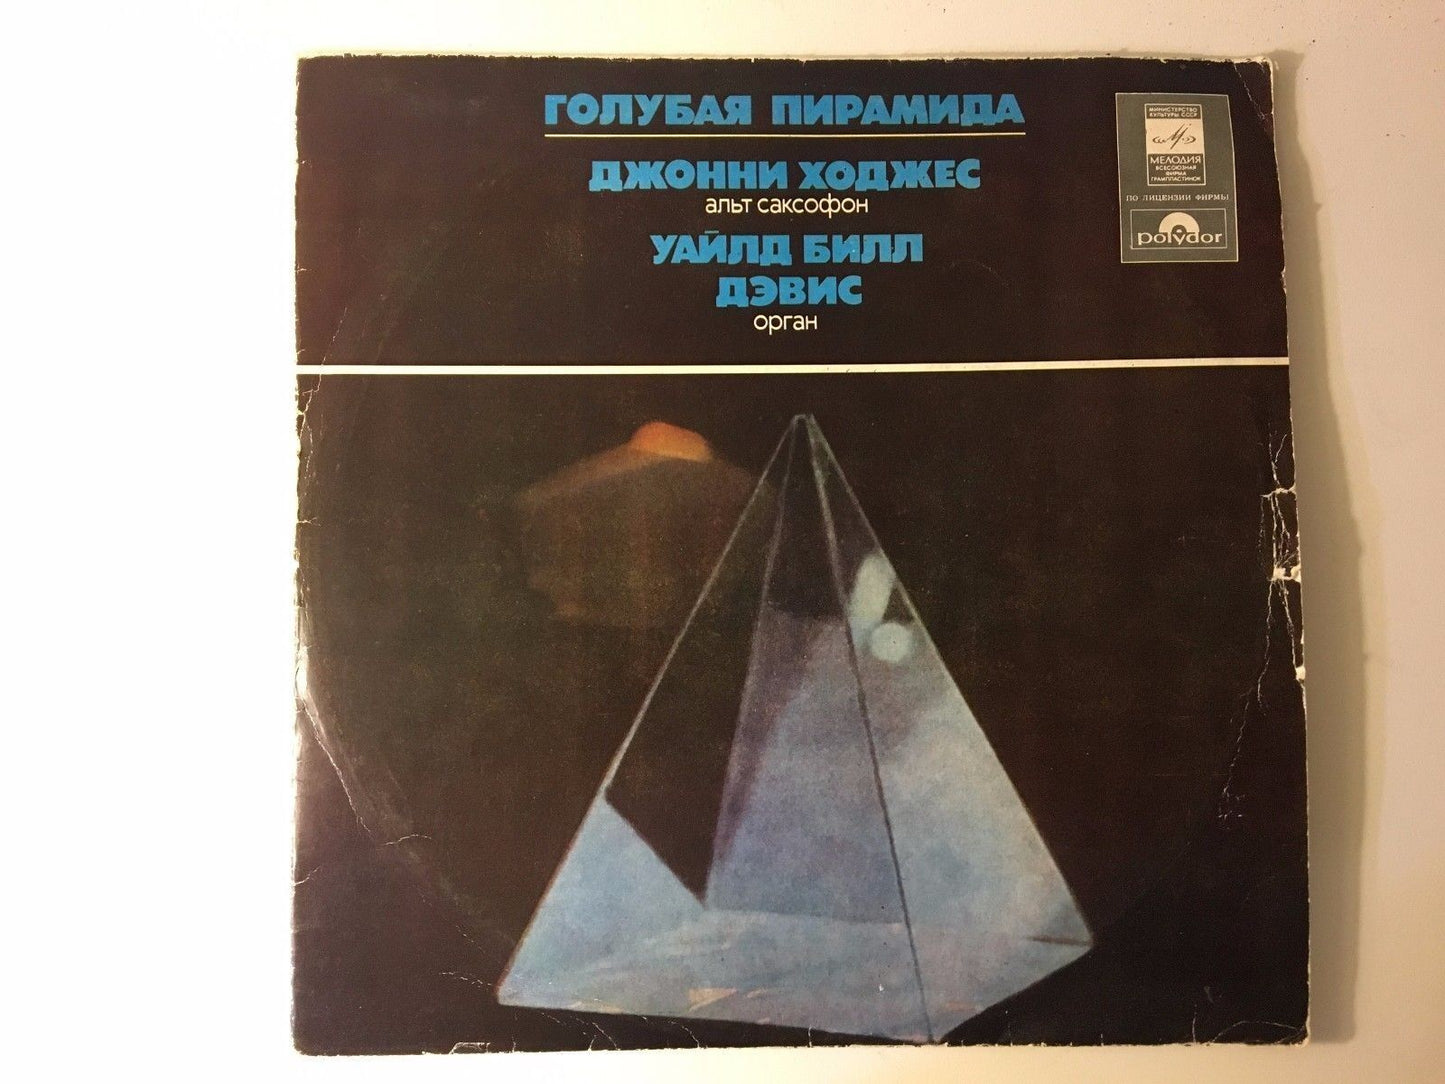 ГОЛУБАЯ ПИРАМИДА
ДЖОННИ ХОДЖЕС
альт саксофон
УАЙЛД БИЛЛ
ДЭВИС
орган
МИНИСТЕРСТВО
КУЛЬТУРЫ СССР
МЕЛОДИЯ
ВСЕСОЮЗНАЯ
ФИРМА
ГРАМПЛАСТИНОК
ПО ЛИЦЕНЗИИ ФИРМЫ
polydor